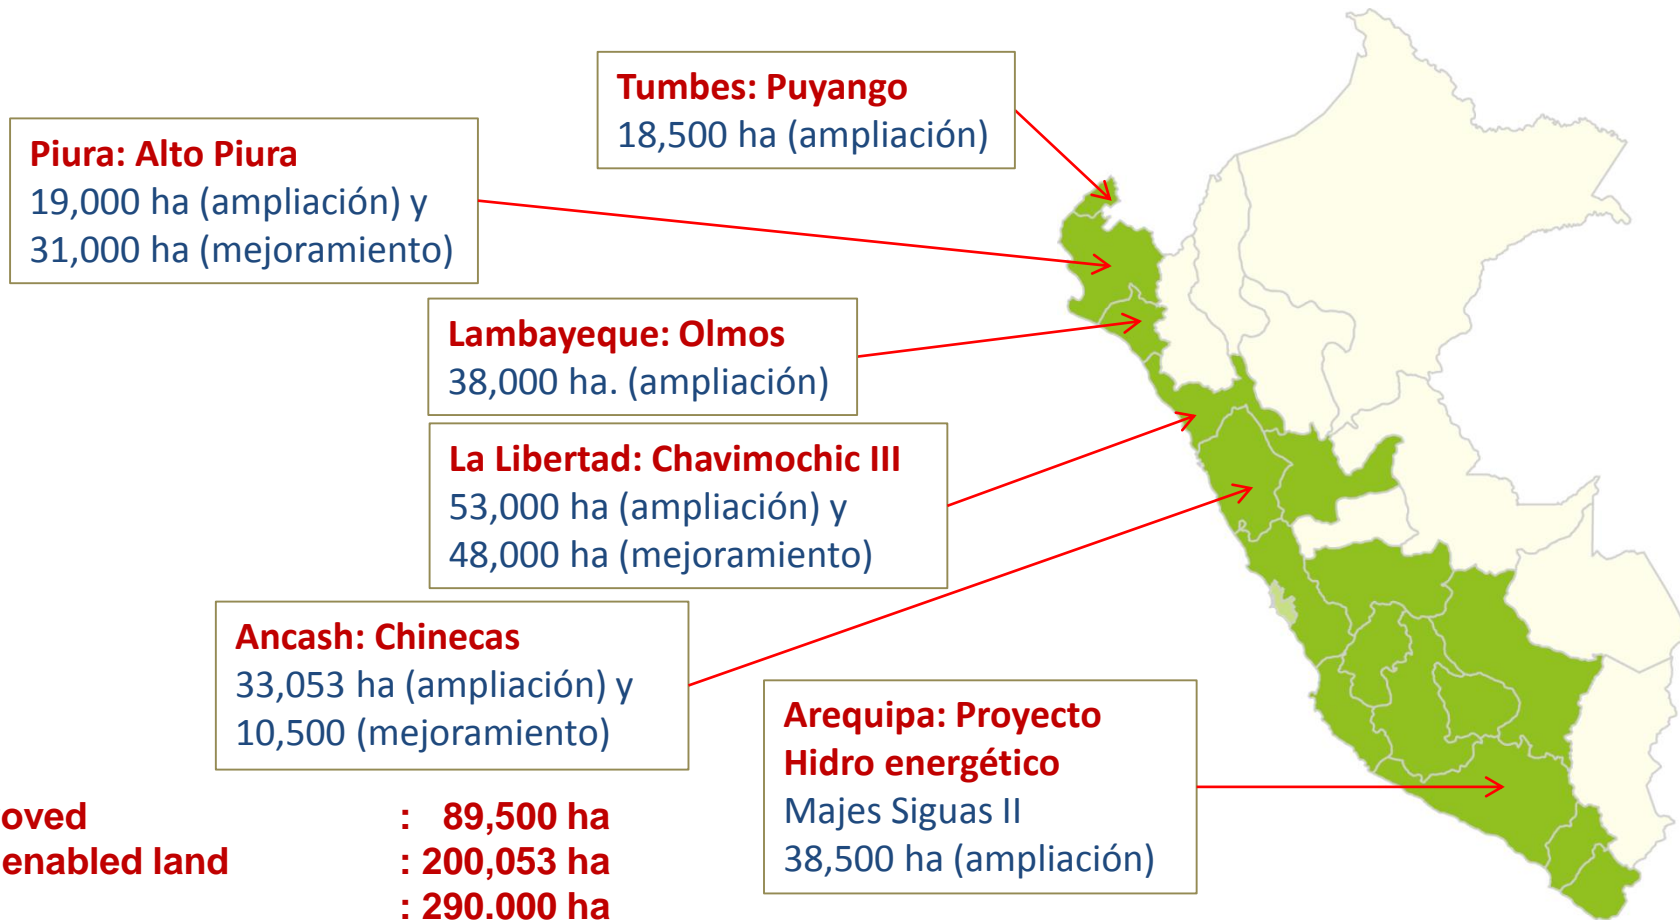 Tumbes: Puyango
18,500 ha (ampliación)
Piura: Alto Piura
19,000 ha (ampliación) y
31,000 ha (mejoramiento)
Lambayeque: Olmos
38,000 ha. (ampliación)
La Libertad: Chavimochic III
53,000 ha (ampliación) y
48,000 ha (mejoramiento)
Ancash: Chinecas
33,053 ha (ampliación) y
10,500 (mejoramiento)
Arequipa: Proyecto
Hidro energético
Majes Siguas II
38,500 ha (ampliación)
oved : 89,500 ha
enabled land : 200,053 ha
: 290.000 ha